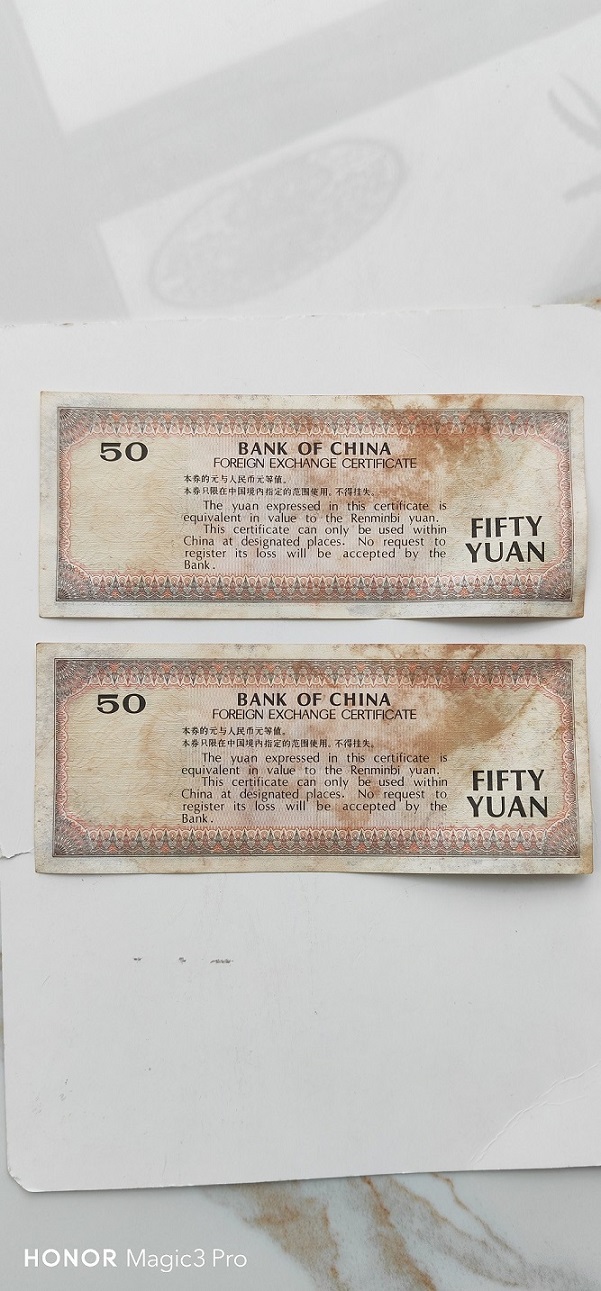 50
BANK OF CHINA
FOREIGN EXCHANGE CERTIFICATE
本券的元与人民币元等值。
本券只限在中国境内指定的范围使用，不得挂失。
The yuan expressed in this certificate is
equivalent in value to the Renminbi yuan.
This certificate can only be used within
China at designated places. No request to
register its loss will be accepted by the
Bank.
FIFTY
YUAN
50
BANK OF CHINA
FOREIGN EXCHANGE CERTIFICATE
本券的元与人民币元等值。
本券只限在中国境内指定的范围使用，不得挂失。
The yuan expressed in this certificate is
equivalent in value to the Renminbi yuan.
This certificate can only be used within
China at designated places. No request to
register its loss will be accepted by the
Bank.
FIFTY
YUAN
HONOR Magic3 Pro